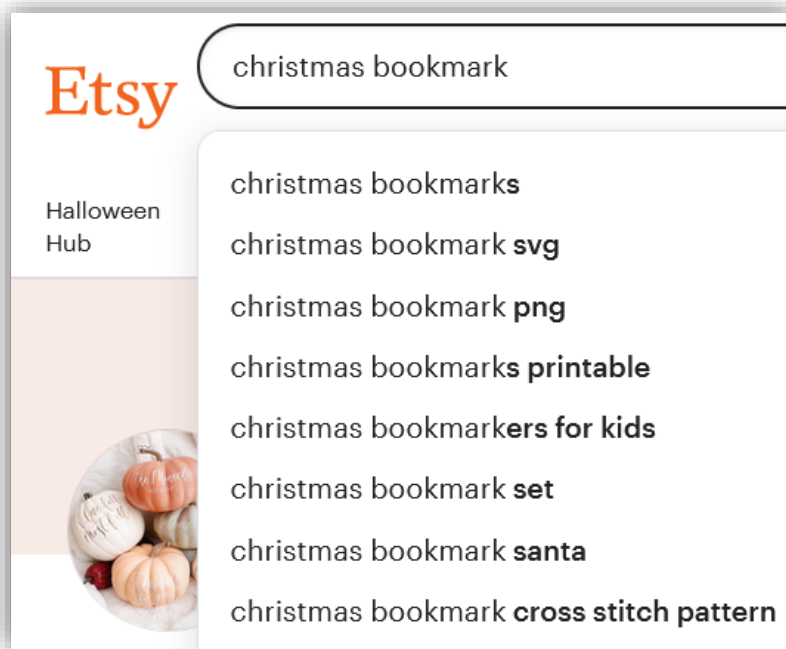 christmas bookmark
Etsy
christmas bookmarks
Halloween
Hub
christmas bookmark svg
christmas bookmark png
christmas bookmarks printable
christmas bookmarkers for kids
christmas bookmark set
christmas bookmark santa
christmas bookmark cross stitch pattern